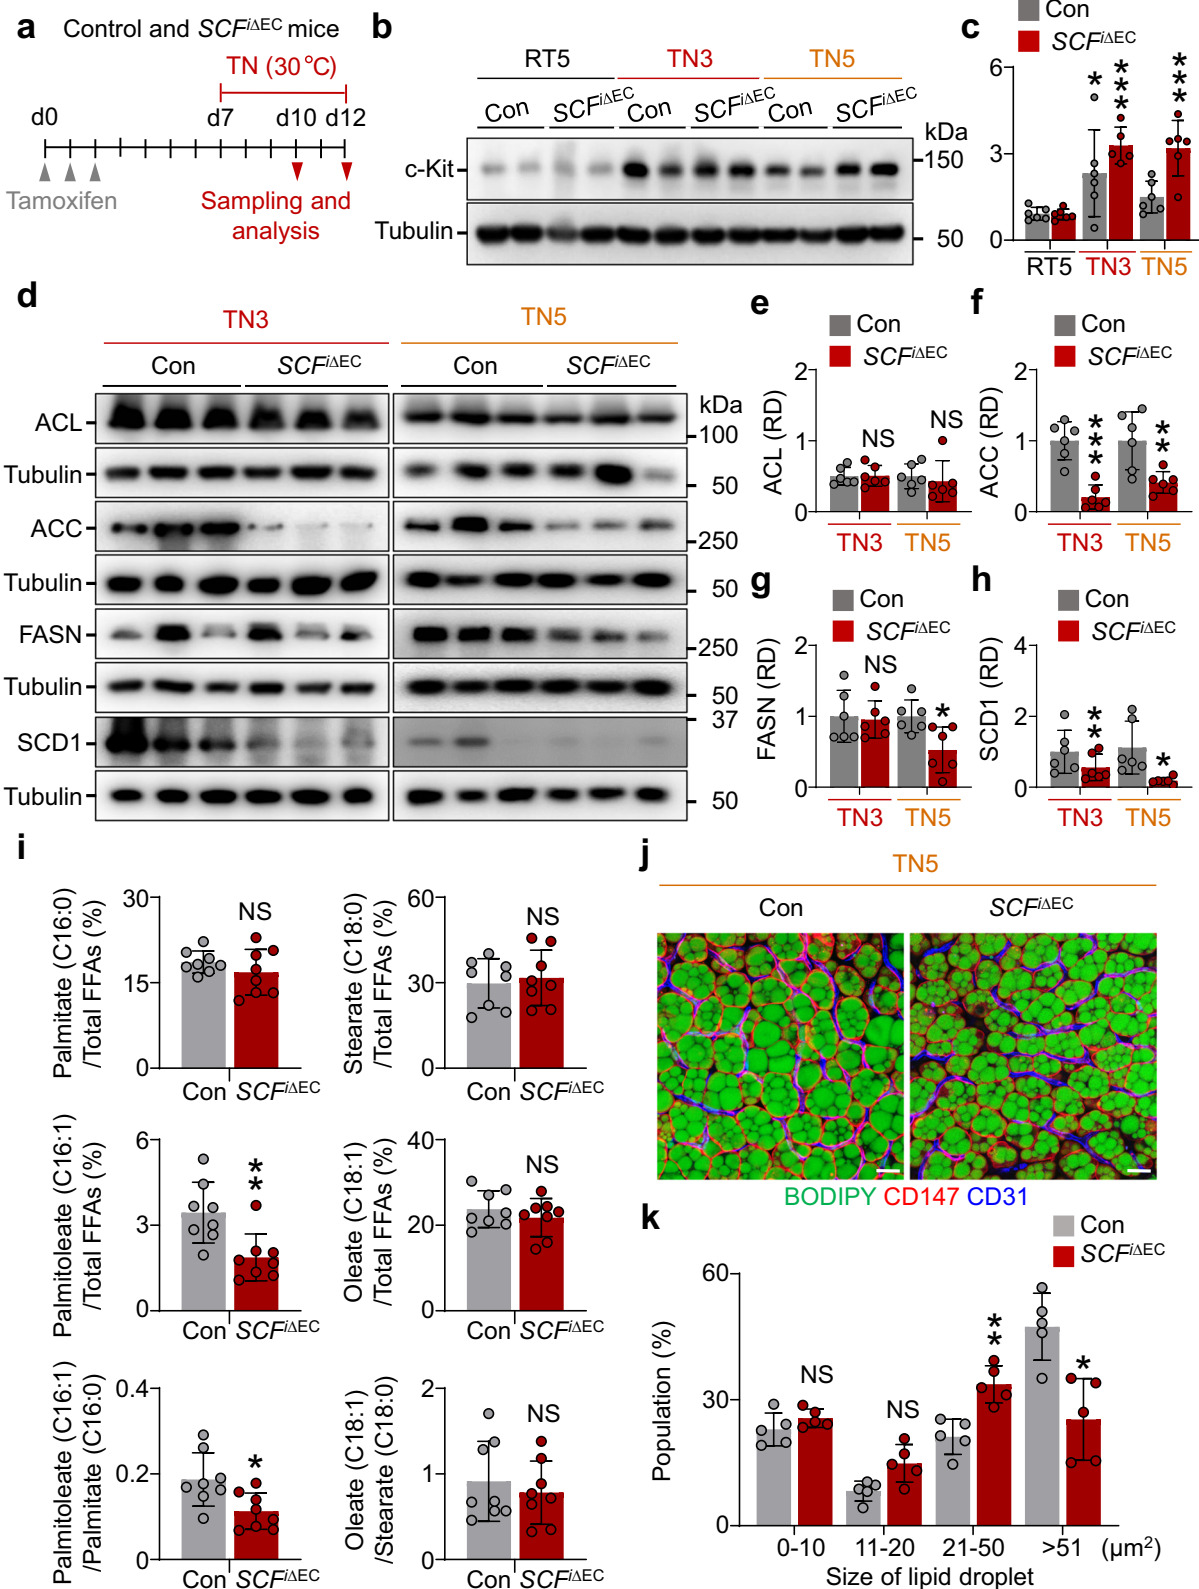 a Control and SCFiΔEC mice
TN (30 °C)
d0 d7 d10 d12
Tamoxifen
Sampling and
analysis
b
RT5 TN3 TN5
Con SCFiΔEC Con SCFiΔEC Con SCFiΔEC
kDa
c-Kit 150
Tubulin 50
c
Con
SCFiΔEC
6
3
0
* *** ***
RT5 TN3 TN5
d
TN3 TN5
Con SCFiΔEC Con SCFiΔEC
kDa
ACL 100
Tubulin 50
ACC 250
Tubulin 50
FASN 250
Tubulin 50
37
SCD1
Tubulin 50
e
Con
SCFiΔEC
ACL (RD)
2
1
0
NS NS
TN3 TN5
f
Con
SCFiΔEC
ACC (RD)
2
1
0
*** **
TN3 TN5
g
Con
SCFiΔEC
FASN (RD)
2
1
0
NS *
TN3 TN5
h
Con
SCFiΔEC
SCD1 (RD)
4
2
0
** *
TN3 TN5
i
Palmitate (C16:0)
/Total FFAs (%)
30
15
0
NS
Con SCFiΔEC
Stearate (C18:0)
/Total FFAs (%)
60
30
0
NS
Con SCFiΔEC
Palmitoleate (C16:1)
/Total FFAs (%)
6
3
0
**
Con SCFiΔEC
Oleate (C18:1)
/Total FFAs (%)
40
20
0
NS
Con SCFiΔEC
Palmitoleate (C16:1)
/Palmitate (C16:0)
0.4
0.2
0
*
Con SCFiΔEC
Oleate (C18:1)
/Stearate (C18:0)
2
1
0
NS
Con SCFiΔEC
j
TN5
Con SCFiΔEC
BODIPY CD147 CD31
k
Con
SCFiΔEC
Population (%)
60
30
0
NS NS ** *
0-10 11-20 21-50 >51 (μm²)
Size of lipid droplet